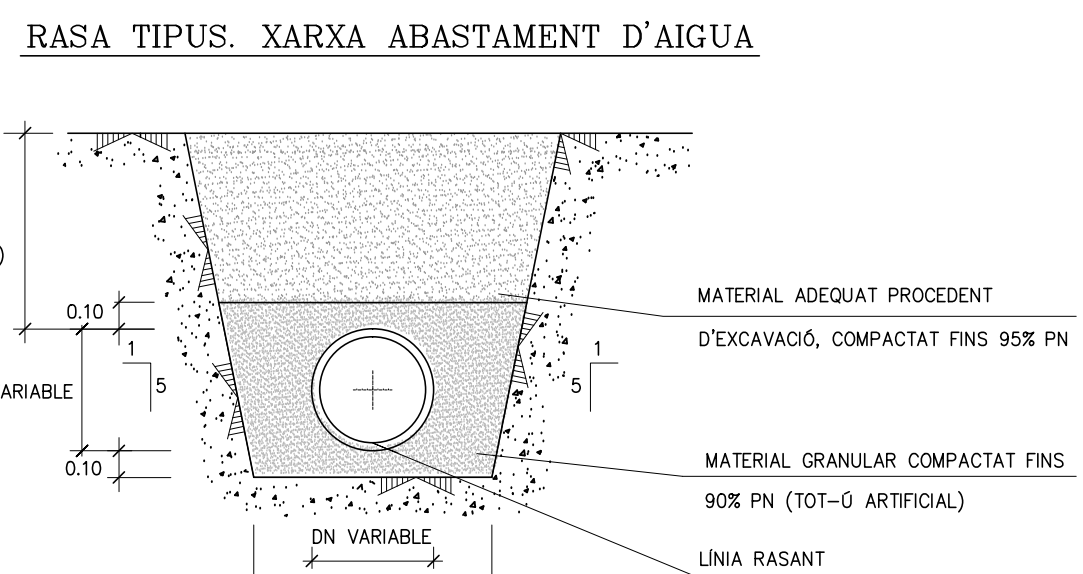 RASA TIPUS. XARXA ABASTAMENT D'AIGUA
)
0.10
1
5
ARIABLE
0.10
1
5
MATERIAL ADEQUAT PROCEDENT
D'EXCAVACIÓ, COMPACTAT FINS 95% PN
MATERIAL GRANULAR COMPACTAT FINS
90% PN (TOT-Ú ARTIFICIAL)
DN VARIABLE
LÍNIA RASANT